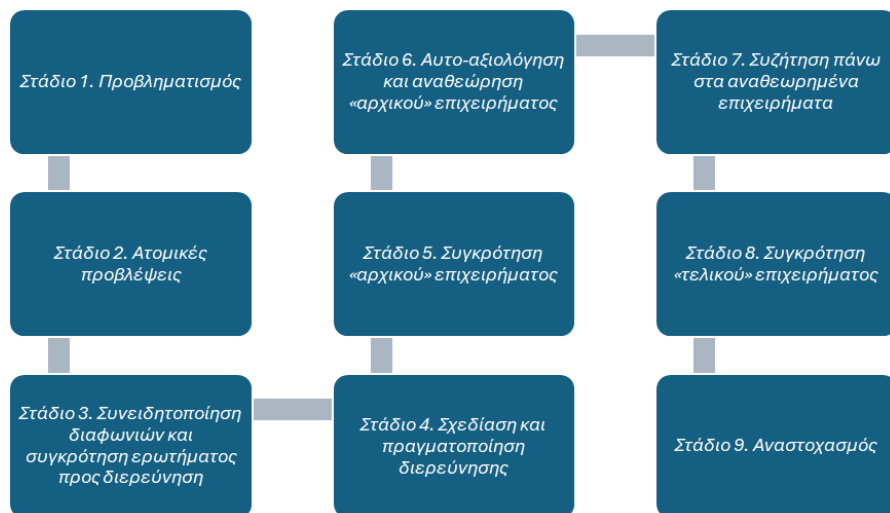 Στάδιο 1. Προβληματισμός
Στάδιο 2. Ατομικές
προβλέψεις
Στάδιο 3. Συνειδητοποίηση
διαφωνιών και
συγκρότηση ερωτήματος
προς διερεύνηση
Στάδιο 4. Σχεδίαση και
πραγματοποίηση
διερεύνησης
Στάδιο 5. Συγκρότηση
«αρχικού» επιχειρήματος
Στάδιο 6. Αυτο-αξιολόγηση
και αναθεώρηση
«αρχικού» επιχειρήματος
Στάδιο 7. Συζήτηση πάνω
στα αναθεωρημένα
επιχειρήματα
Στάδιο 8. Συγκρότηση
«τελικού» επιχειρήματος
Στάδιο 9. Αναστοχασμός